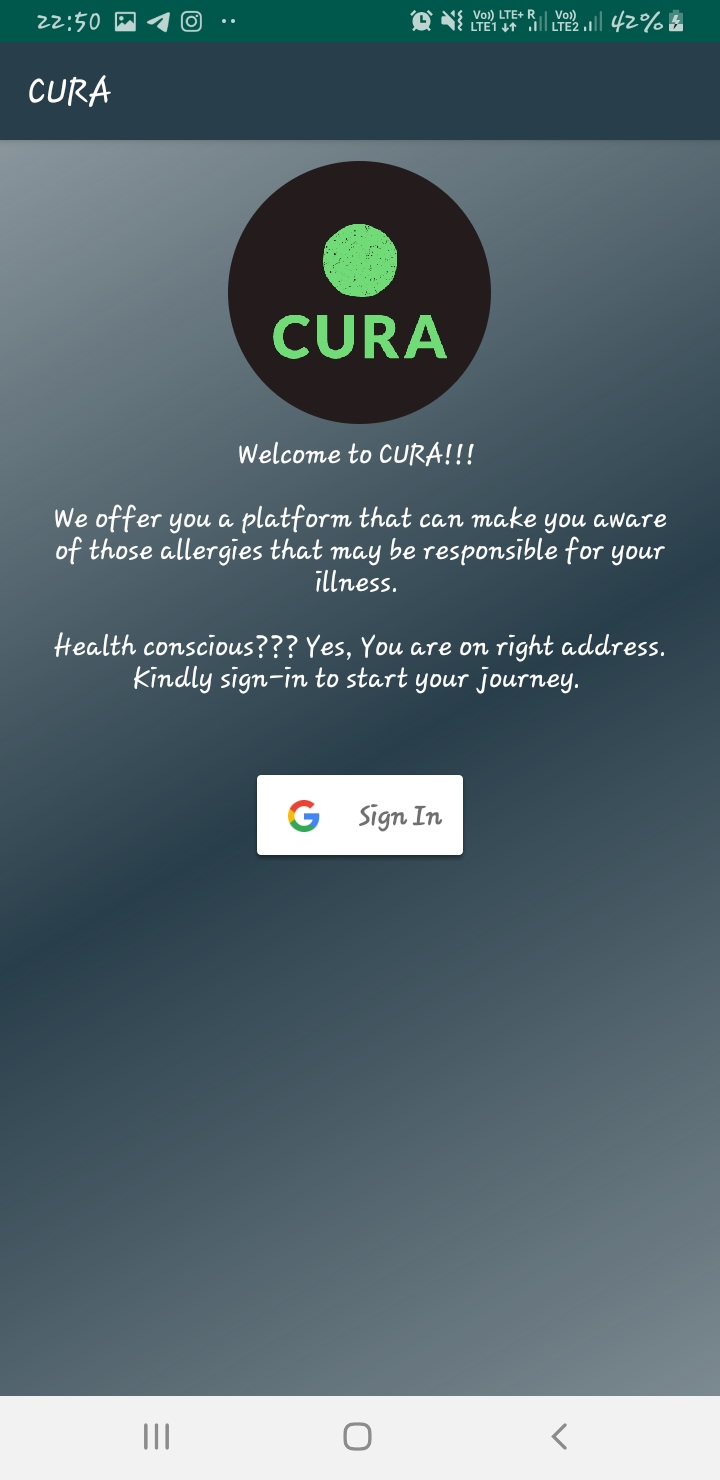 22:50 Vo) LTE+ R Vo) 42%
LTE1 LTE2
CURA
CURA
Welcome to CURA!!!
We offer you a platform that can make you aware
of those allergies that may be responsible for your
illness.
Health conscious??? Yes, You are on right address.
Kindly sign-in to start your journey.
G Sign In